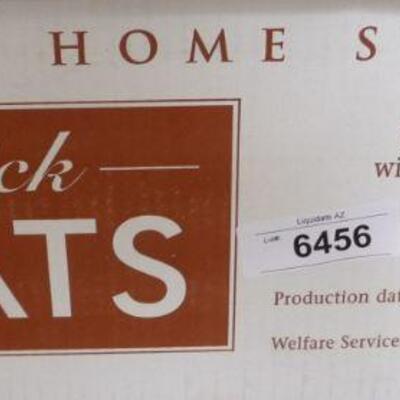 HOME S
ck
wi
ATS
Liquidate AZ
Lot#:
6456
Production dat
Welfare Service